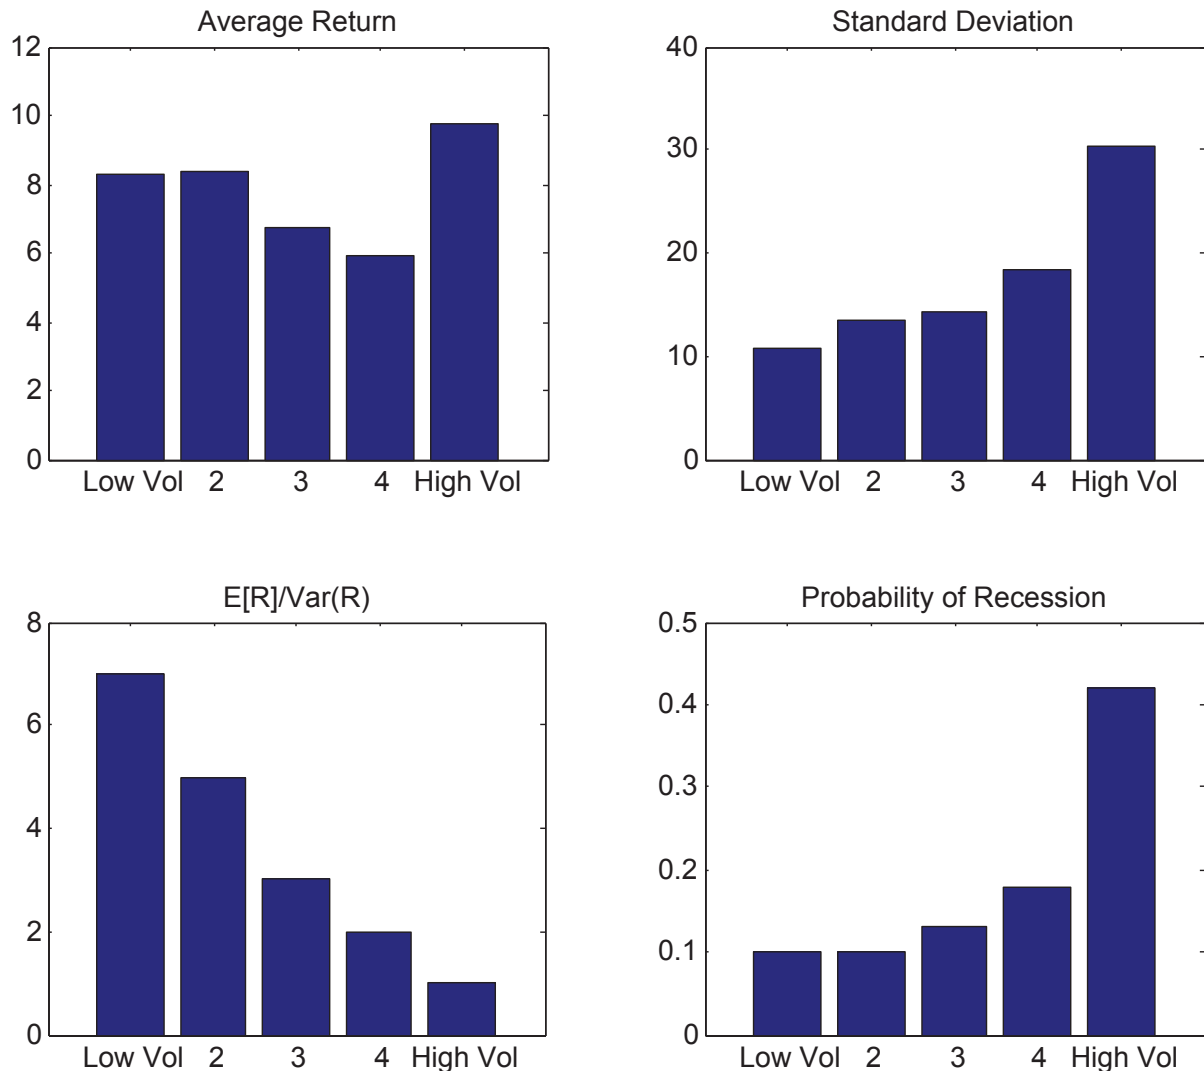 Average Return
12
10
8
6
4
2
0
Low Vol 2 3 4 High Vol
Standard Deviation
40
30
20
10
0
Low Vol 2 3 4 High Vol
E[R]/Var(R)
8
6
4
2
0
Low Vol 2 3 4 High Vol
Probability of Recession
0.5
0.4
0.3
0.2
0.1
0
Low Vol 2 3 4 High Vol